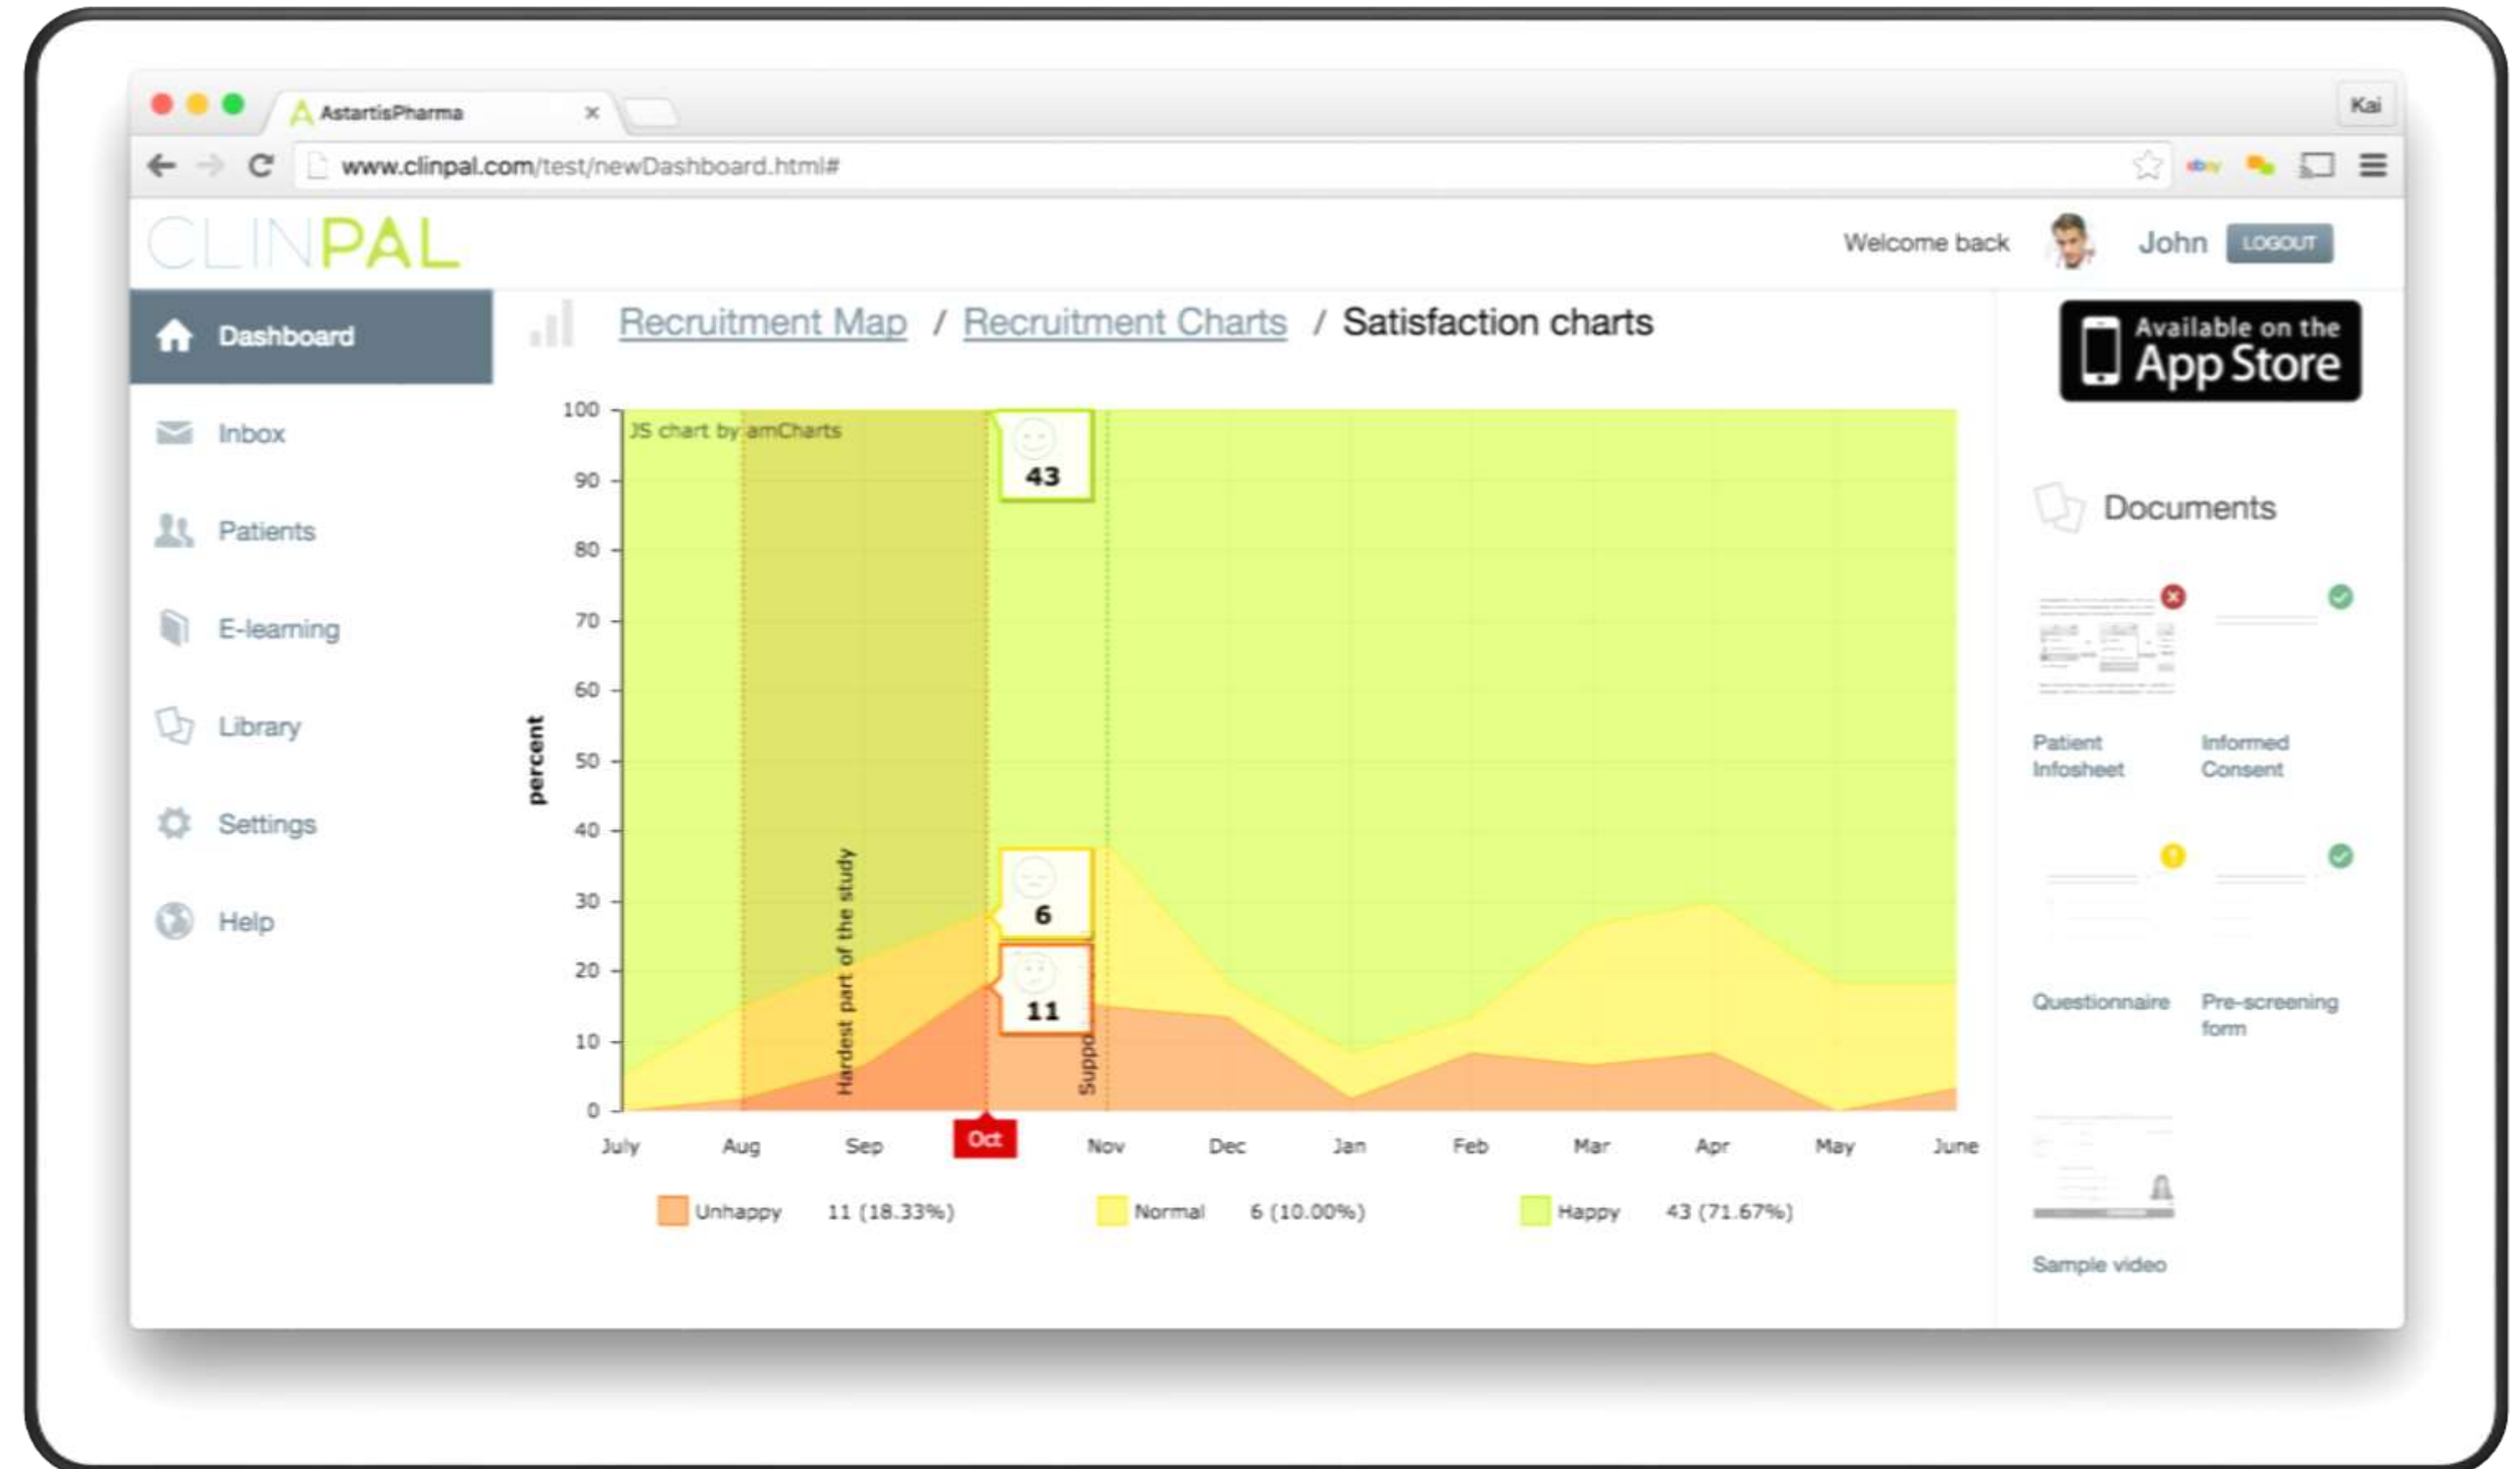 AstartisPharma
Kai
www.clinpal.com/test/newDashboard.html#
ebay
CLINPAL
Welcome back John LOGOUT
Dashboard
Inbox
Patients
E-learning
Library
Settings
Help
Recruitment Map / Recruitment Charts / Satisfaction charts
JS chart by amCharts
percent
100
90
80
70
60
50
40
30
20
10
0
Hardest part of the study
Suppo
43
6
11
July Aug Sep Oct Nov Dec Jan Feb Mar Apr May June
Unhappy 11 (18.33%) Normal 6 (10.00%) Happy 43 (71.67%)
Available on the
App Store
Documents
Patient
Infosheet
Informed
Consent
Questionnaire
Pre-screening
form
Sample video